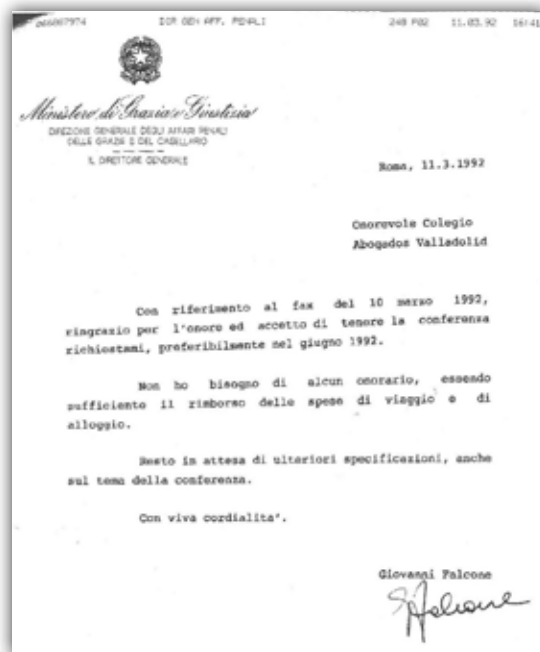 066867974 DIR GEN AFF. PENALI 248 P02 11.03.92 16:41
Ministero di Grazia e Giustizia
DIREZIONE GENERALE DEGLI AFFARI PENALI
DELLE GRAZIE E DEL CASELLARIO
IL DIRETTORE GENERALE
Roma, 11.3.1992
Onorevole Colegio
Abogados Valladolid
Con riferimento al fax del 10 marzo 1992,
ringrazio per l'onore ed accetto di tenere la conferenza
richiestami, preferibilmente nel giugno 1992.
Non ho bisogno di alcun onorario, essendo
sufficiente il rimborso delle spese di viaggio e di
alloggio.
Resto in attesa di ulteriori specificazioni, anche
sul tema della conferenza.
Con viva cordialita'.
Giovanni Falcone
GFalcone